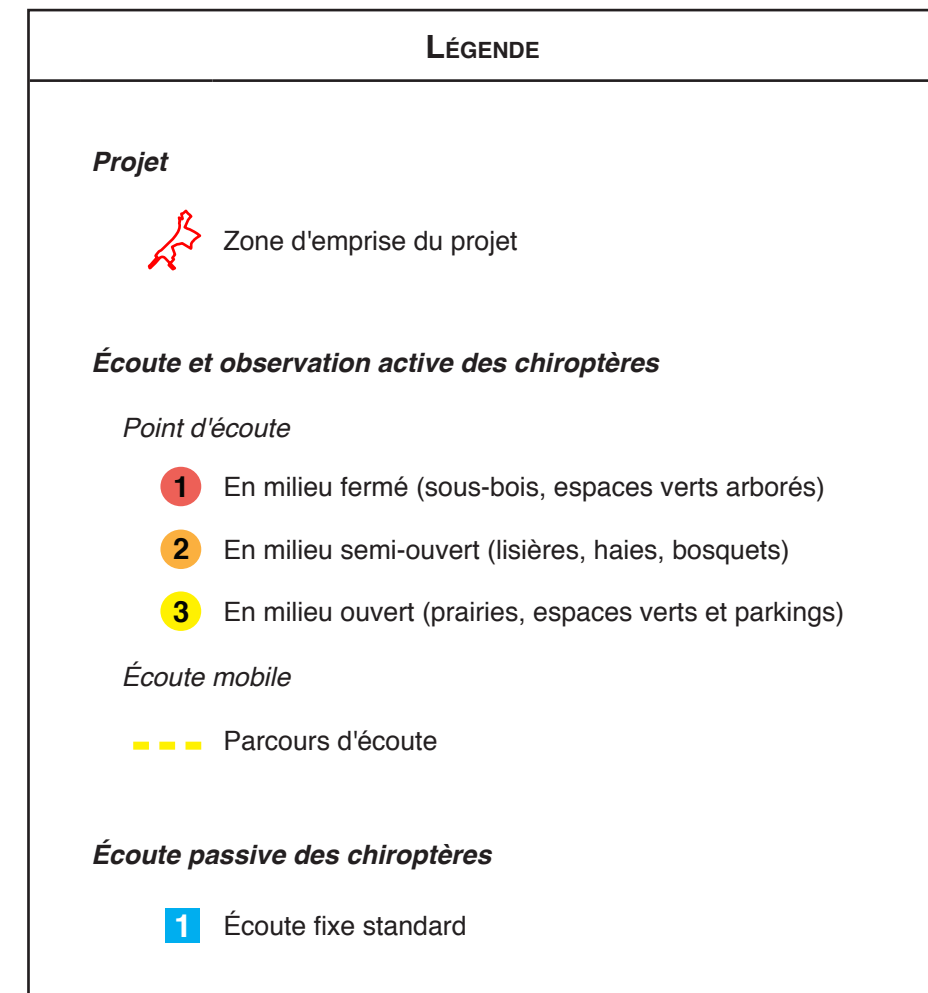 LÉGENDE
Projet
Zone d'emprise du projet
Écoute et observation active des chiroptères
Point d'écoute
1 En milieu fermé (sous-bois, espaces verts arborés)
2 En milieu semi-ouvert (lisières, haies, bosquets)
3 En milieu ouvert (prairies, espaces verts et parkings)
Écoute mobile
Parcours d'écoute
Écoute passive des chiroptères
1 Écoute fixe standard